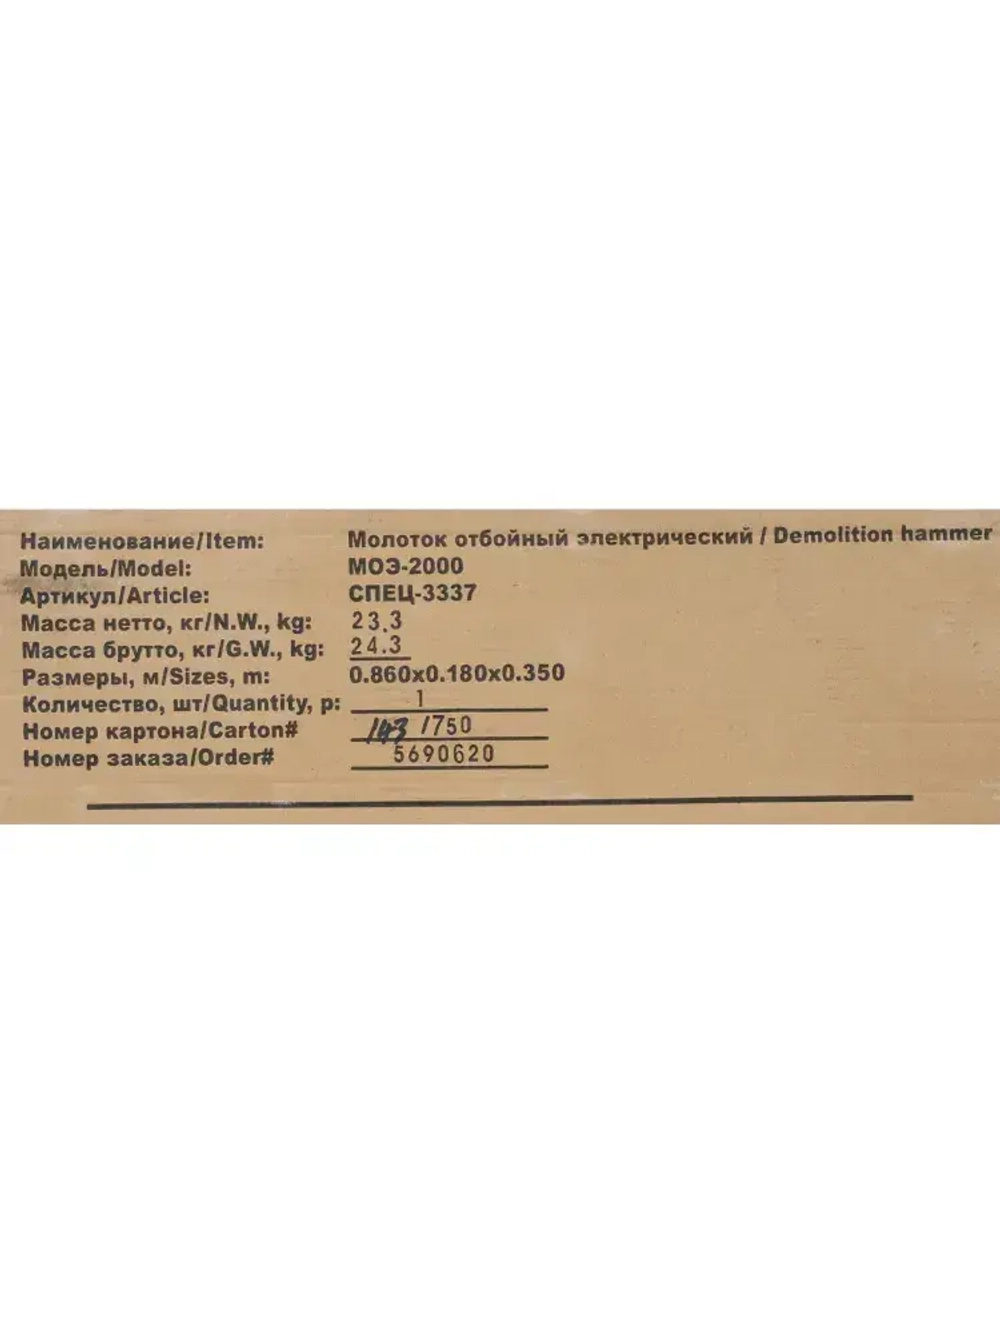 Наименование/Item: Молоток отбойный электрический / Demolition hammer
Модель/Model: МОЭ-2000
Артикул/Article: СПЕЦ-3337
Масса нетто, кг/N.W., kg: 23.3
Масса брутто, кг/G.W., kg: 24.3
Размеры, м/Sizes, m: 0.860x0.180x0.350
Количество, шт/Quantity, p: 1
Номер картона/Carton# 143 /750
Номер заказа/Order# 5690620